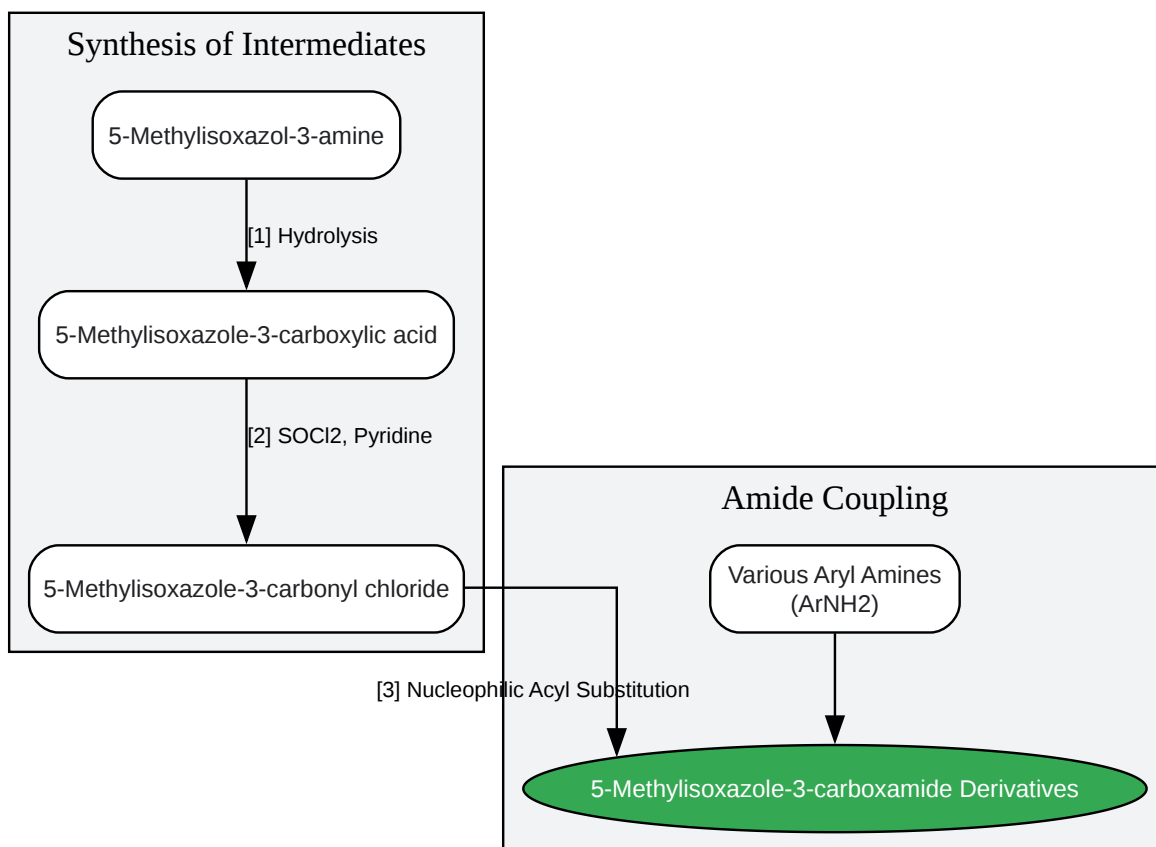 Synthesis of Intermediates
5-Methylisoxazol-3-amine
[1] Hydrolysis
5-Methylisoxazole-3-carboxylic acid
[2] SOCl2, Pyridine
5-Methylisoxazole-3-carbonyl chloride
Amide Coupling
Various Aryl Amines
(ArNH2)
[3] Nucleophilic Acyl Substitution
5-Methylisoxazole-3-carboxamide Derivatives